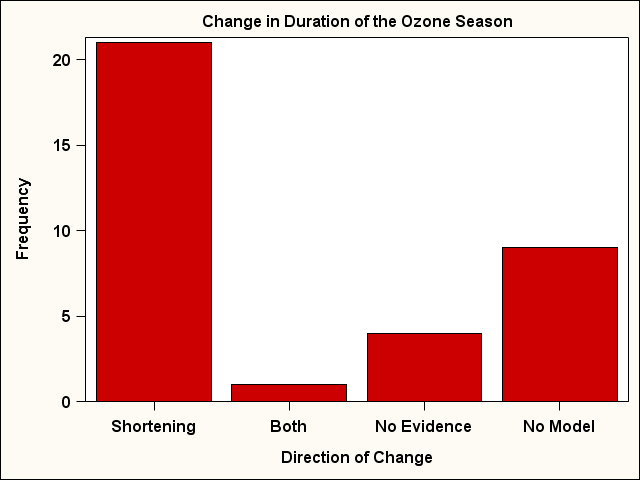 Change in Duration of the Ozone Season
20
15
10
5
0
Frequency
Shortening Both No Evidence No Model
Direction of Change